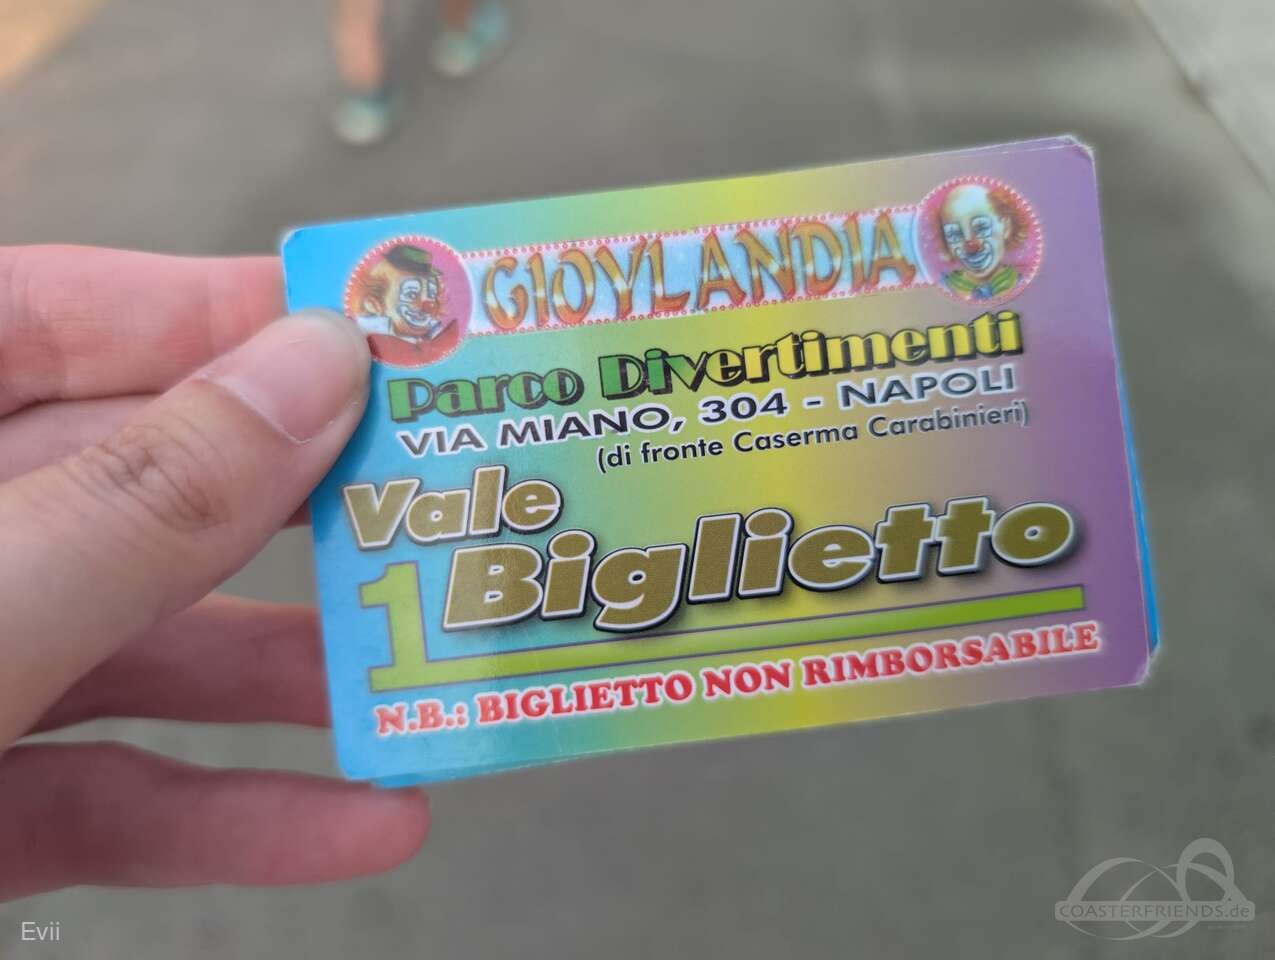 GIOYLANDIA
Parco Divertimenti
VIA MIANO, 304 - NAPOLI
(di fronte Caserma Carabinieri)
Vale
1 Biglietto
N.B.: BIGLIETTO NON RIMBORSABILE
COASTERFRIENDS.de
Evii